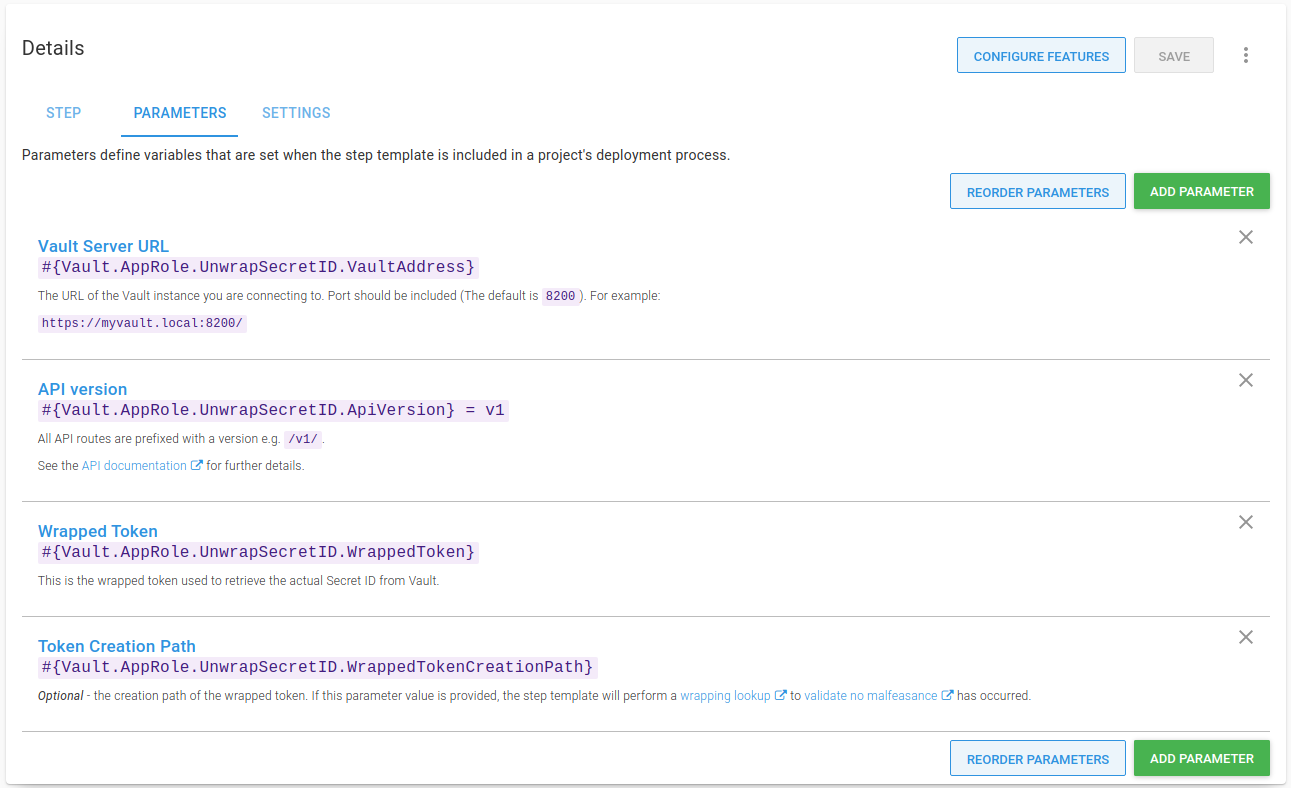 Details
CONFIGURE FEATURES SAVE
STEP PARAMETERS SETTINGS
Parameters define variables that are set when the step template is included in a project's deployment process.
REORDER PARAMETERS ADD PARAMETER
Vault Server URL
#{Vault.AppRole.UnwrapSecretID.VaultAddress}
The URL of the Vault instance you are connecting to. Port should be included (The default is 8200 ). For example:
https://myvault.local:8200/
API version
#{Vault.AppRole.UnwrapSecretID.ApiVersion} = v1
All API routes are prefixed with a version e.g. /v1/ .
See the API documentation for further details.
Wrapped Token
#{Vault.AppRole.UnwrapSecretID.WrappedToken}
This is the wrapped token used to retrieve the actual Secret ID from Vault.
Token Creation Path
#{Vault.AppRole.UnwrapSecretID.WrappedTokenCreationPath}
Optional - the creation path of the wrapped token. If this parameter value is provided, the step template will perform a wrapping lookup to validate no malfeasance has occurred.
REORDER PARAMETERS ADD PARAMETER